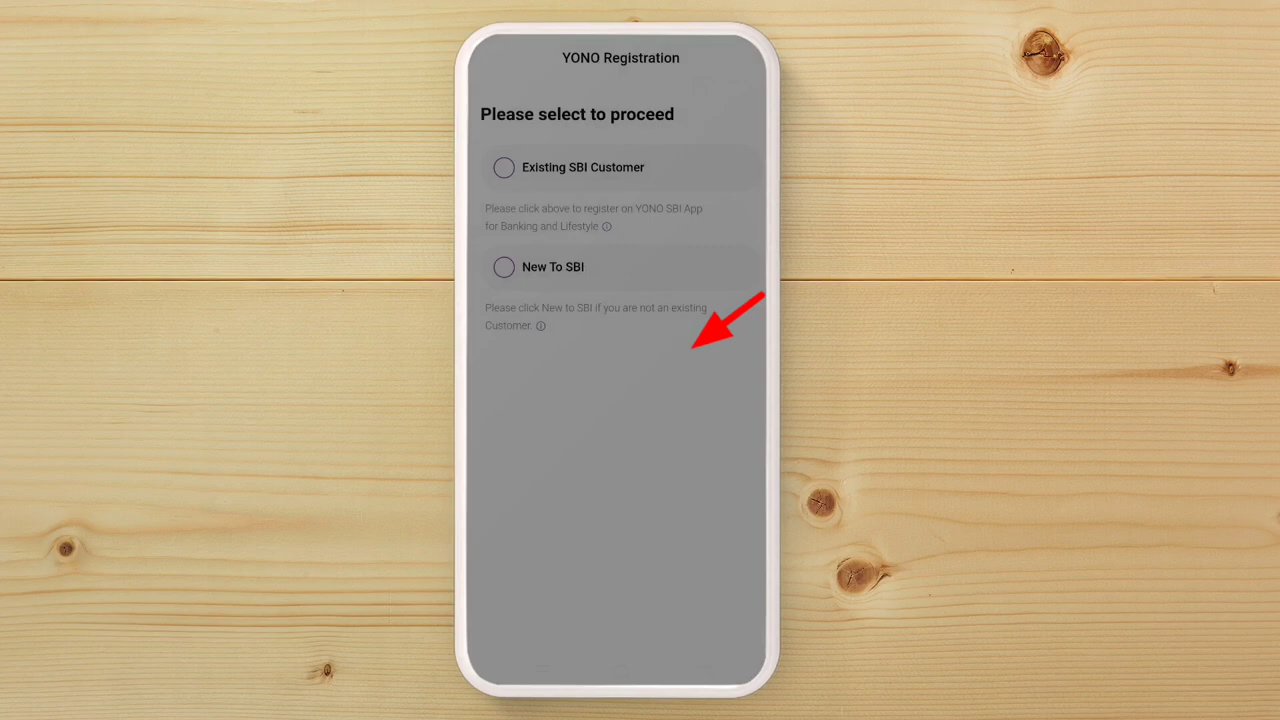 YONO Registration
Please select to proceed
Existing SBI Customer
Please click above to register on YONO SBI App
for Banking and Lifestyle
New To SBI
Please click New to SBI if you are not an existing
Customer.